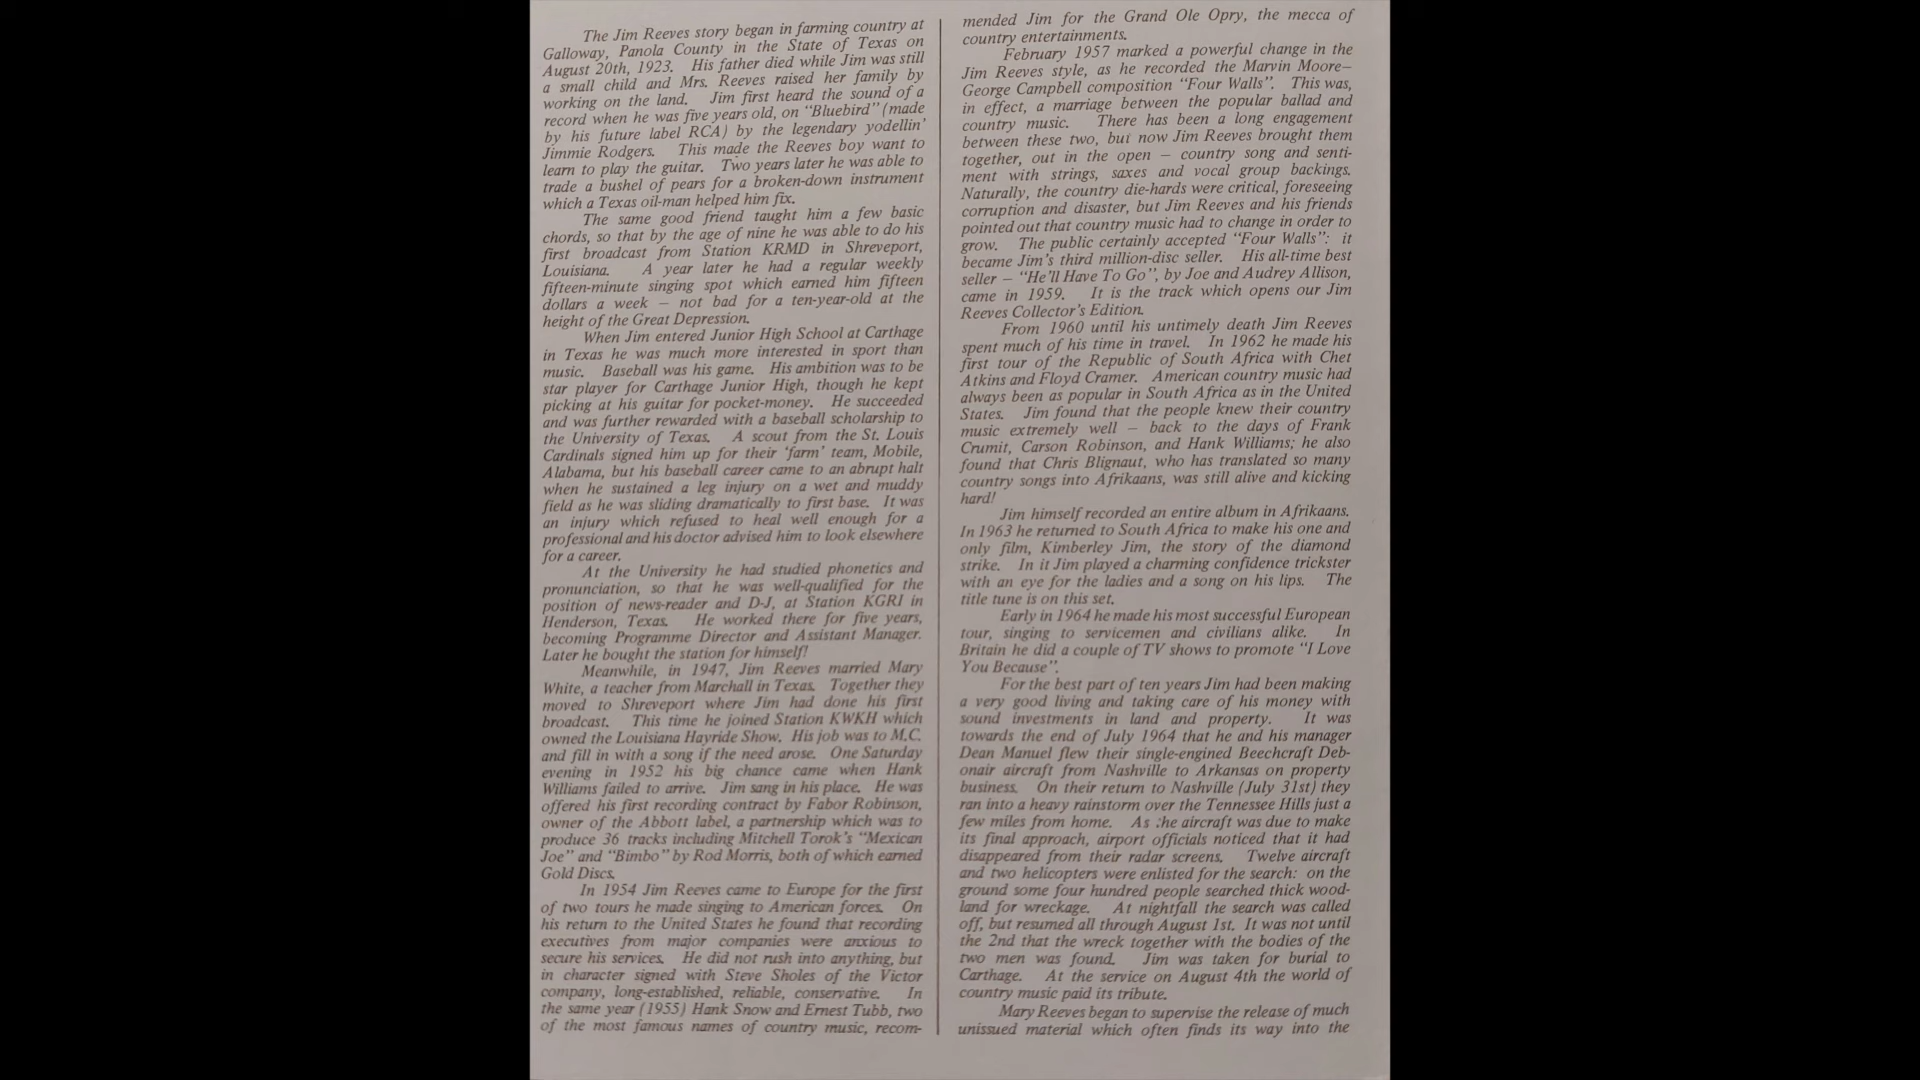 The Jim Reeves story began in farming country at
Galloway, Panola County in the State of Texas on
August 20th, 1923. His father died while Jim was still
a small child and Mrs. Reeves raised her family by
working on the land. Jim first heard the sound of a
record when he was five years old, on "Bluebird" (made
by his future label RCA) by the legendary yodellin'
Jimmie Rodgers. This made the Reeves boy want to
learn to play the guitar. Two years later he was able to
trade a bushel of pears for a broken-down instrument
which a Texas oil-man helped him fix.
The same good friend taught him a few basic
chords, so that by the age of nine he was able to do his
first broadcast from Station KRMD in Shreveport,
Louisiana. A year later he had a regular weekly
fifteen-minute singing spot which earned him fifteen
dollars a week — not bad for a ten-year-old at the
height of the Great Depression.
When Jim entered Junior High School at Carthage
in Texas he was much more interested in sport than
music. Baseball was his game. His ambition was to be
star player for Carthage Junior High, though he kept
picking at his guitar for pocket-money. He succeeded
and was further rewarded with a baseball scholarship to
the University of Texas. A scout from the St. Louis
Cardinals signed him up for their 'farm' team, Mobile,
Alabama, but his baseball career came to an abrupt halt
when he sustained a leg injury on a wet and muddy
field as he was sliding dramatically to first base. It was
an injury which refused to heal well enough for a
professional and his doctor advised him to look elsewhere
for a career.
At the University he had studied phonetics and
pronunciation, so that he was well-qualified for the
position of news-reader and D-J, at Station KGRI in
Henderson, Texas. He worked there for five years,
becoming Programme Director and Assistant Manager.
Later he bought the station for himself!
Meanwhile, in 1947, Jim Reeves married Mary
White, a teacher from Marchall in Texas. Together they
moved to Shreveport where Jim had done his first
broadcast. This time he joined Station KWKH which
owned the Louisiana Hayride Show. His job was to M.C.
and fill in with a song if the need arose. One Saturday
evening in 1952 his big chance came when Hank
Williams failed to arrive. Jim sang in his place. He was
offered his first recording contract by Fabor Robinson,
owner of the Abbott label, a partnership which was to
produce 36 tracks including Mitchell Torok's "Mexican
Joe" and "Bimbo" by Rod Morris, both of which earned
Gold Discs.
In 1954 Jim Reeves came to Europe for the first
of two tours he made singing to American forces. On
his return to the United States he found that recording
executives from major companies were anxious to
secure his services. He did not rush into anything, but
in character signed with Steve Sholes of the Victor
company, long-established, reliable, conservative. In
the same year (1955) Hank Snow and Ernest Tubb, two
of the most famous names of country music, recom-
mended Jim for the Grand Ole Opry, the mecca of
country entertainments.
February 1957 marked a powerful change in the
Jim Reeves style, as he recorded the Marvin Moore—
George Campbell composition "Four Walls". This was,
in effect, a marriage between the popular ballad and
country music. There has been a long engagement
between these two, but now Jim Reeves brought them
together, out in the open — country song and senti-
ment with strings, saxes and vocal group backings.
Naturally, the country die-hards were critical, foreseeing
corruption and disaster, but Jim Reeves and his friends
pointed out that country music had to change in order to
grow. The public certainly accepted "Four Walls": it
became Jim's third million-disc seller. His all-time best
seller — "He'll Have To Go", by Joe and Audrey Allison,
came in 1959. It is the track which opens our Jim
Reeves Collector's Edition.
From 1960 until his untimely death Jim Reeves
spent much of his time in travel. In 1962 he made his
first tour of the Republic of South Africa with Chet
Atkins and Floyd Cramer. American country music had
always been as popular in South Africa as in the United
States. Jim found that the people knew their country
music extremely well — back to the days of Frank
Crumit, Carson Robinson, and Hank Williams; he also
found that Chris Blignaut, who has translated so many
country songs into Afrikaans, was still alive and kicking
hard!
Jim himself recorded an entire album in Afrikaans.
In 1963 he returned to South Africa to make his one and
only film, Kimberley Jim, the story of the diamond
strike. In it Jim played a charming confidence trickster
with an eye for the ladies and a song on his lips. The
title tune is on this set.
Early in 1964 he made his most successful European
tour, singing to servicemen and civilians alike. In
Britain he did a couple of TV shows to promote "I Love
You Because".
For the best part of ten years Jim had been making
a very good living and taking care of his money with
sound investments in land and property. It was
towards the end of July 1964 that he and his manager
Dean Manuel flew their single-engined Beechcraft Deb-
onair aircraft from Nashville to Arkansas on property
business. On their return to Nashville (July 31st) they
ran into a heavy rainstorm over the Tennessee Hills just a
few miles from home. As the aircraft was due to make
its final approach, airport officials noticed that it had
disappeared from their radar screens. Twelve aircraft
and two helicopters were enlisted for the search: on the
ground some four hundred people searched thick wood-
land for wreckage. At nightfall the search was called
off, but resumed all through August 1st. It was not until
the 2nd that the wreck together with the bodies of the
two men was found. Jim was taken for burial to
Carthage. At the service on August 4th the world of
country music paid its tribute.
Mary Reeves began to supervise the release of much
unissued material which often finds its way into the